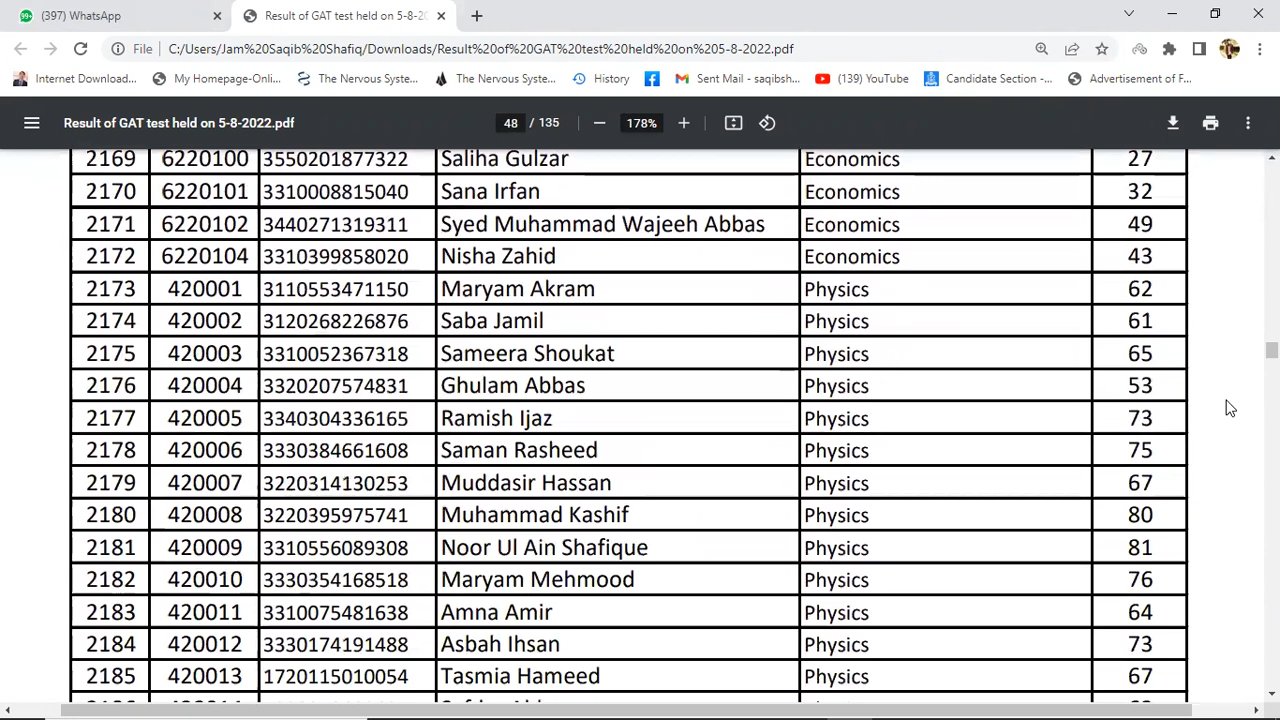 99+ (397) WhatsApp
Result of GAT test held on 5-8-20
File C:/Users/Jam%20Saqib%20Shafiq/Downloads/Result%20of%20GAT%20test%20held%20on%205-8-2022.pdf
Internet Download... My Homepage-Onli... The Nervous Syste... The Nervous Syste... History Sent Mail - saqibsh... (139) YouTube Candidate Section -... Advertisement of F...
Result of GAT test held on 5-8-2022.pdf 48 / 135 178%
2169 6220100 3550201877322 Saliha Gulzar Economics 27
2170 6220101 3310008815040 Sana Irfan Economics 32
2171 6220102 3440271319311 Syed Muhammad Wajeeh Abbas Economics 49
2172 6220104 3310399858020 Nisha Zahid Economics 43
2173 420001 3110553471150 Maryam Akram Physics 62
2174 420002 3120268226876 Saba Jamil Physics 61
2175 420003 3310052367318 Sameera Shoukat Physics 65
2176 420004 3320207574831 Ghulam Abbas Physics 53
2177 420005 3340304336165 Ramish Ijaz Physics 73
2178 420006 3330384661608 Saman Rasheed Physics 75
2179 420007 3220314130253 Muddasir Hassan Physics 67
2180 420008 3220395975741 Muhammad Kashif Physics 80
2181 420009 3310556089308 Noor Ul Ain Shafique Physics 81
2182 420010 3330354168518 Maryam Mehmood Physics 76
2183 420011 3310075481638 Amna Amir Physics 64
2184 420012 3330174191488 Asbah Ihsan Physics 73
2185 420013 1720115010054 Tasmia Hameed Physics 67